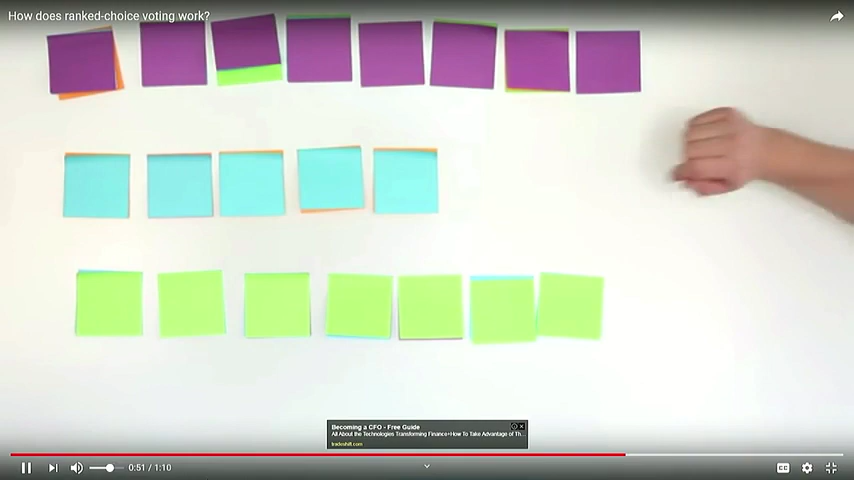 How does ranked-choice voting work?
Becoming a CFO - Free Guide
All About the Technologies Transforming Finance+How To Take Advantage of Th...
tradeshift.com
0:51 / 1:10
CC